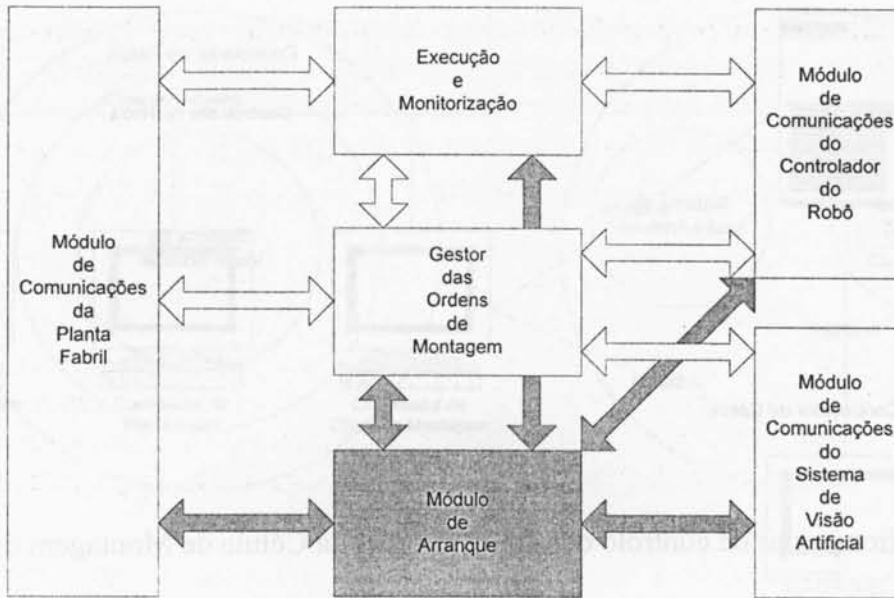 Execução
e
Monitorização
Módulo
de
Comunicações
do
Controlador
do
Robô
Módulo
de
Comunicações
da
Planta
Fabril
Gestor
das
Ordens
de
Montagem
Módulo
de
Comunicações
do
Sistema
de
Visão
Artificial
Módulo
de
Arranque